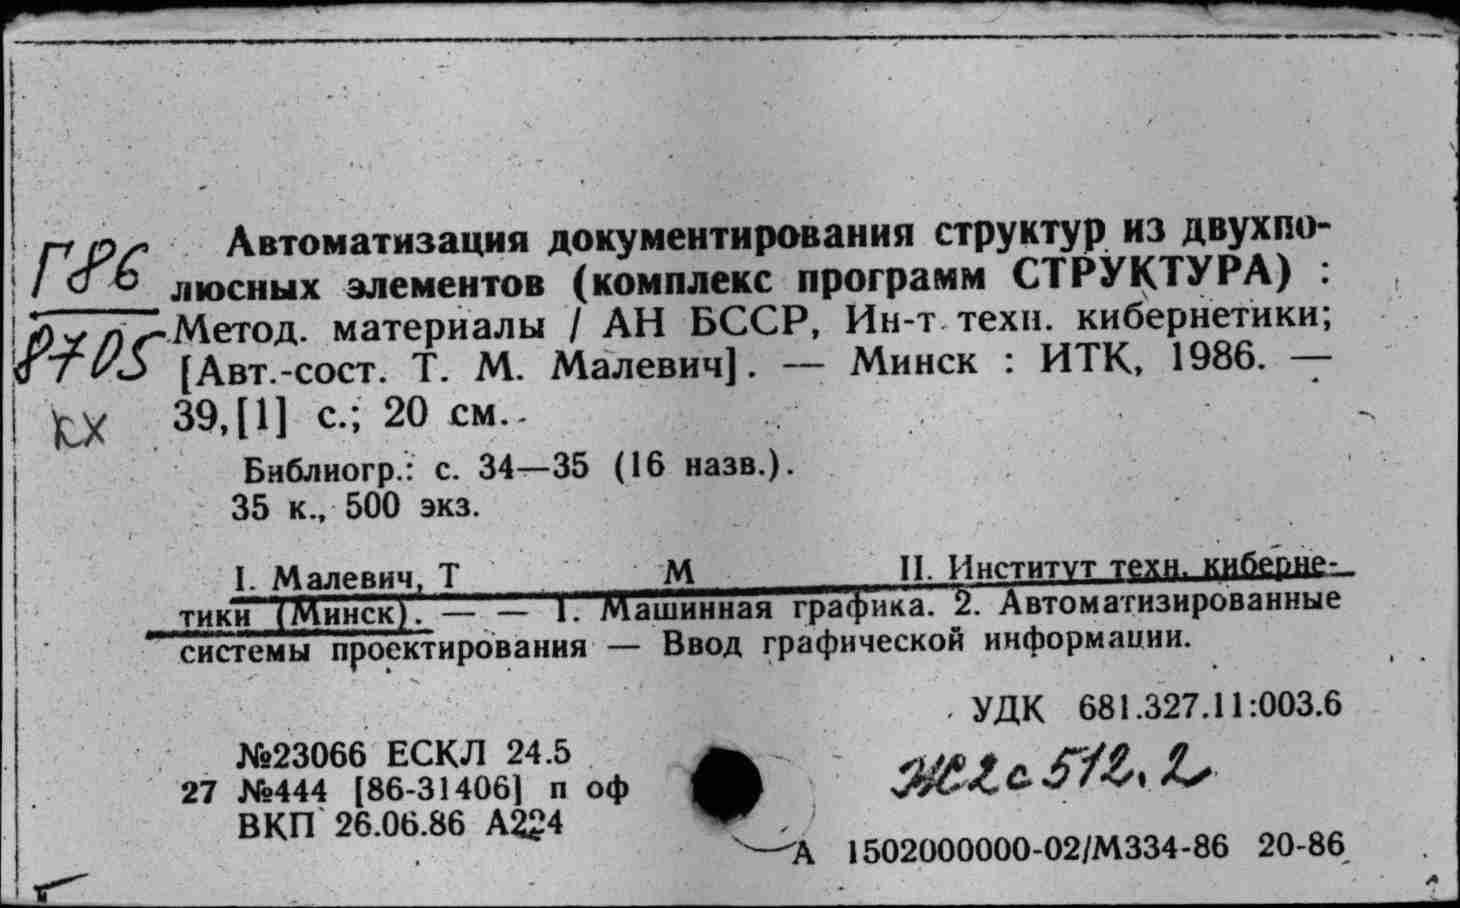 Автоматизация документирования структур из двухпо-
Г86 люсных элементов (комплекс программ СТРУКТУРА) :
8705 Метод. материалы / АН БССР, Ин-т техн. кибернетики;
[Авт.-сост. Т. М. Малевич]. — Минск : ИТК, 1986. —
кх 39,[1] с.; 20 см.
Библиогр.: с. 34—35 (16 назв.).
35 к., 500 экз.
I. Малевич, Т М II. Институт техн. киберне-
тики (Минск). — — 1. Машинная графика. 2. Автоматизированные
системы проектирования — Ввод графической информации.
УДК 681.327.11:003.6
№23066 ЕСКЛ 24.5
Ж2с512.2
27 №444 [86-31406] п оф
ВКП 26.06.86 А224
А 1502000000-02/М334-86 20-86